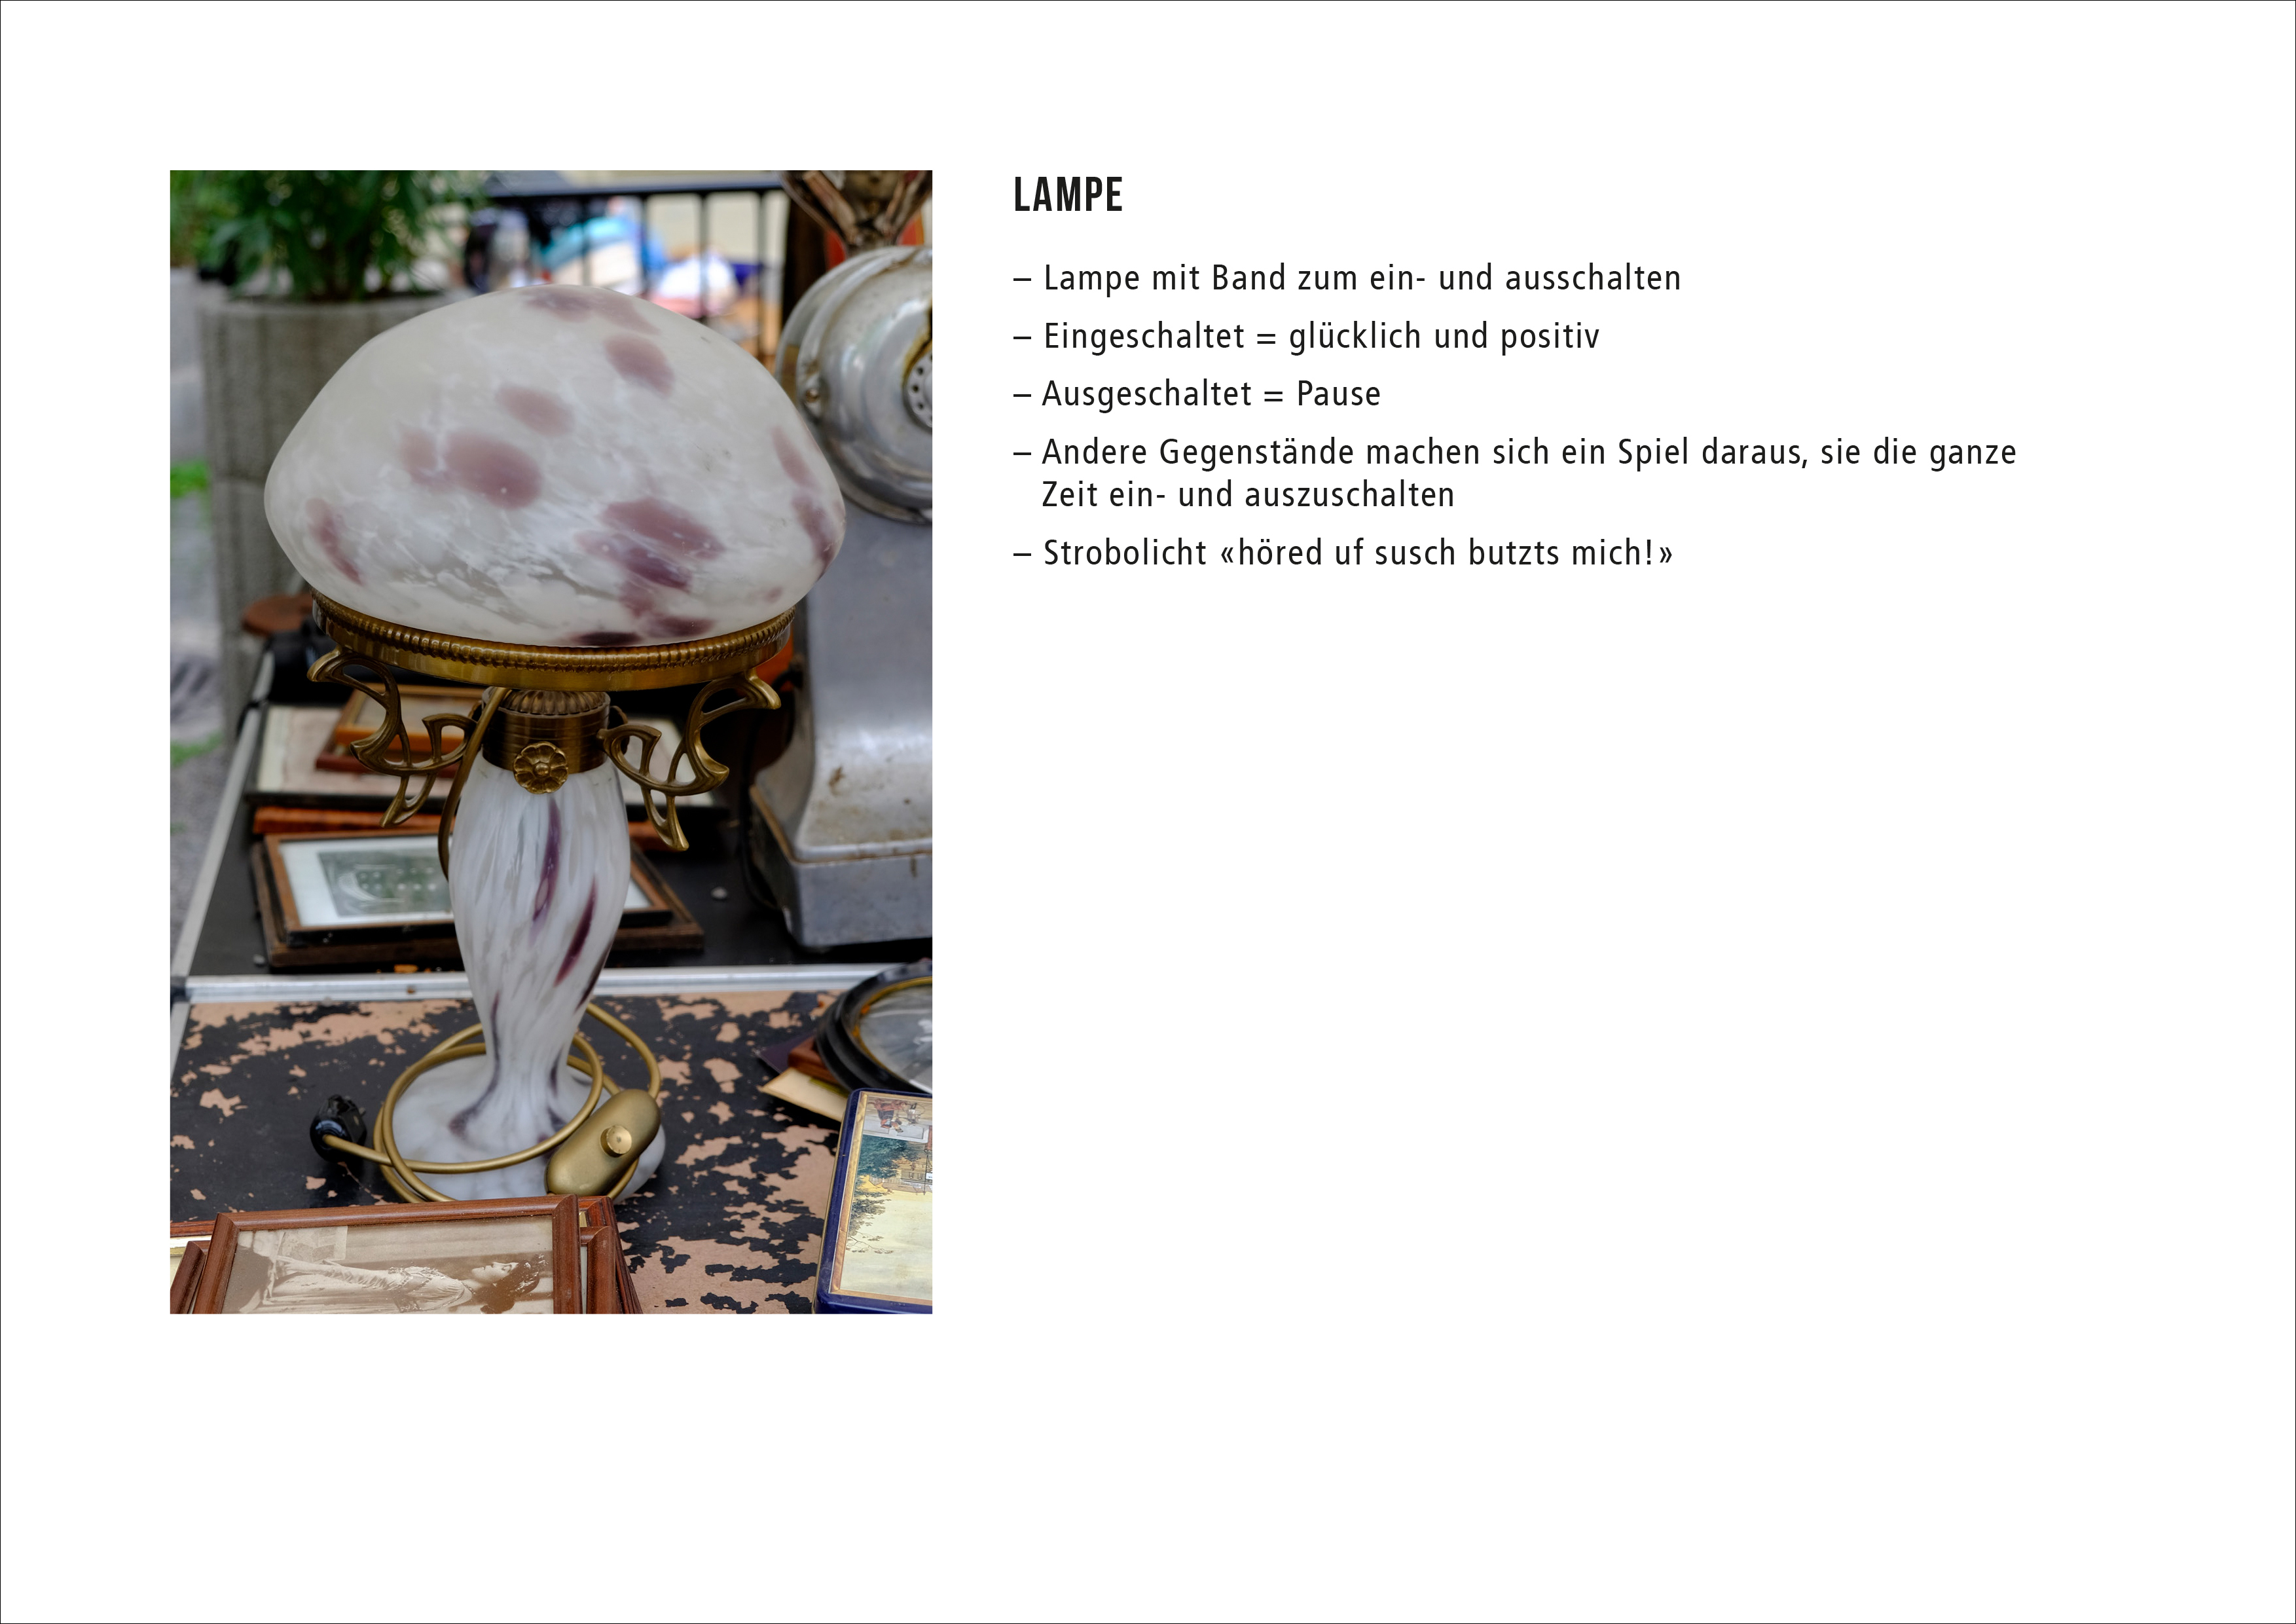 LAMPE
– Lampe mit Band zum ein- und ausschalten
– Eingeschaltet = glücklich und positiv
– Ausgeschaltet = Pause
– Andere Gegenstände machen sich ein Spiel daraus, sie die ganze
Zeit ein- und auszuschalten
– Strobolicht «höred uf susch butzts mich!»